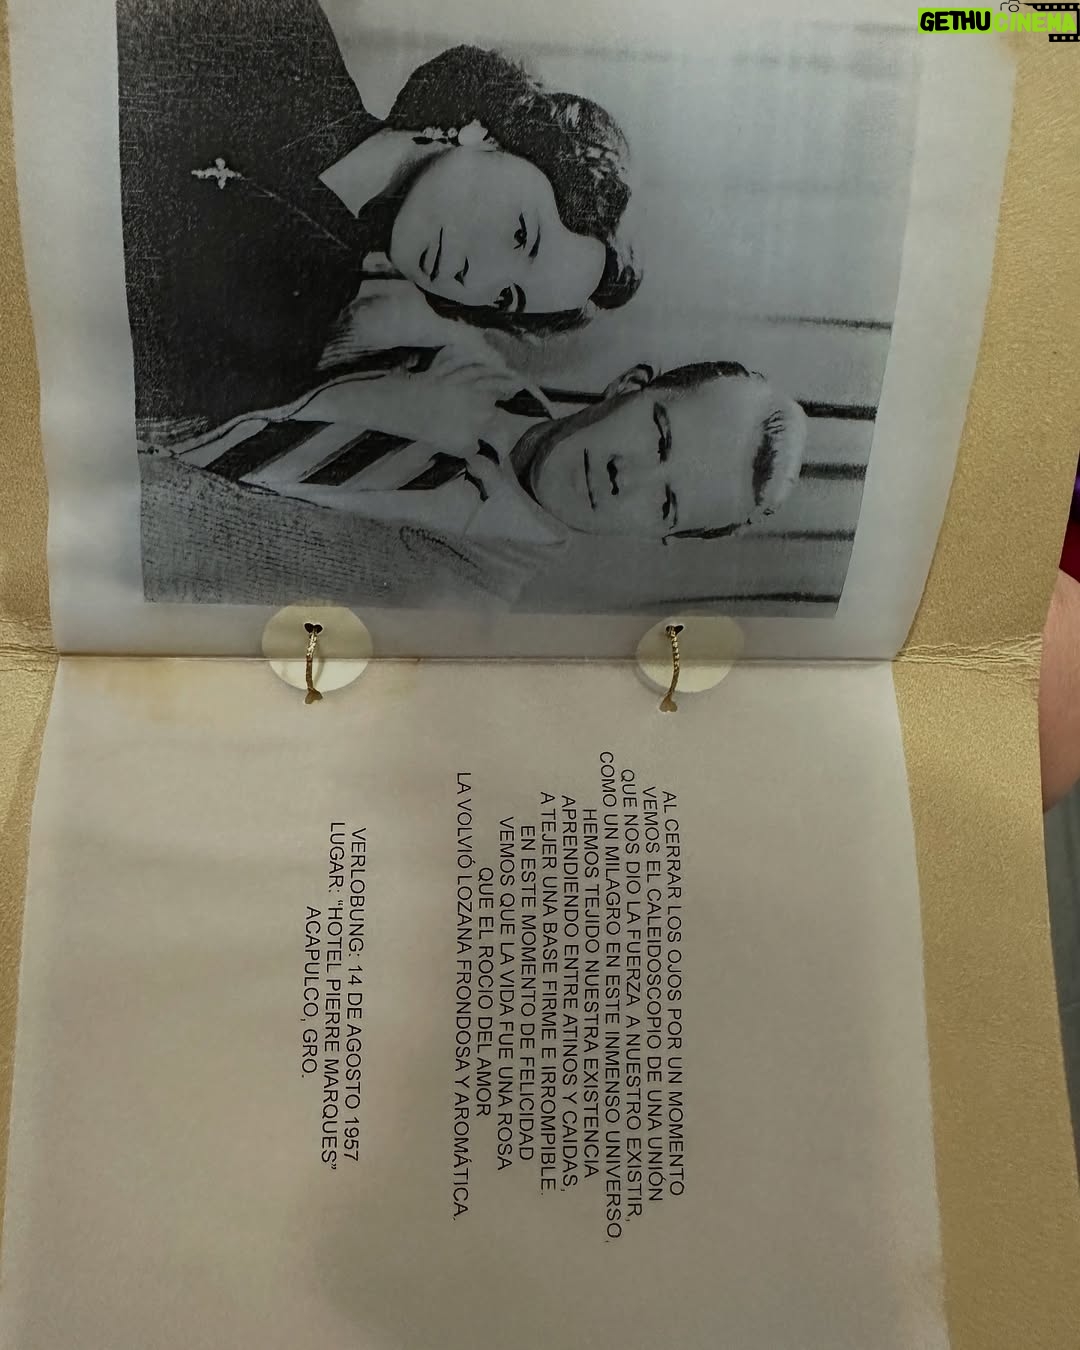 GETHUCINEMA
AL CERRAR LOS OJOS POR UN MOMENTO
VEMOS EL CALEIDOSCOPIO DE UNA UNIÓN
QUE NOS DIO LA FUERZA A NUESTRO EXISTIR,
COMO UN MILAGRO EN ESTE INMENSO UNIVERSO,
HEMOS TEJIDO NUESTRA EXISTENCIA
APRENDIENDO ENTRE ATINOS Y CAIDAS,
A TEJER UNA BASE FIRME E IRROMPIBLE.
EN ESTE MOMENTO DE FELICIDAD
VEMOS QUE LA VIDA FUE UNA ROSA
QUE EL ROCIO DEL AMOR
LA VOLVIÓ LOZANA FRONDOSA Y AROMÁTICA.
VERLOBUNG: 14 DE AGOSTO 1957
LUGAR: "HOTEL PIERRE MARQUES"
ACAPULCO, GRO.